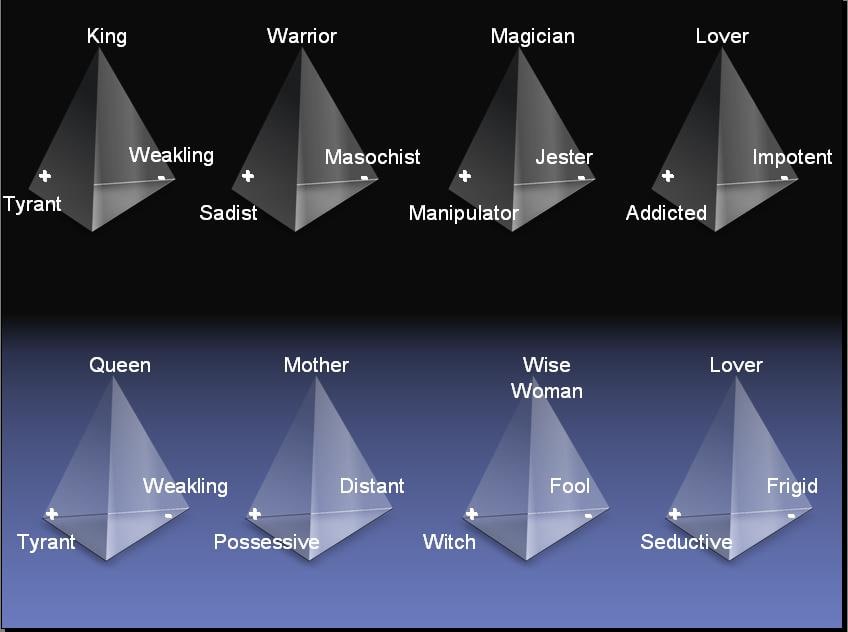 King
Warrior
Magician
Lover
Weakling
Masochist
Jester
Impotent
+
-
+
-
+
-
+
-
Tyrant
Sadist
Manipulator
Addicted
Queen
Mother
Wise
Woman
Lover
Weakling
Distant
Fool
Frigid
+
-
+
-
+
-
+
-
Tyrant
Possessive
Witch
Seductive